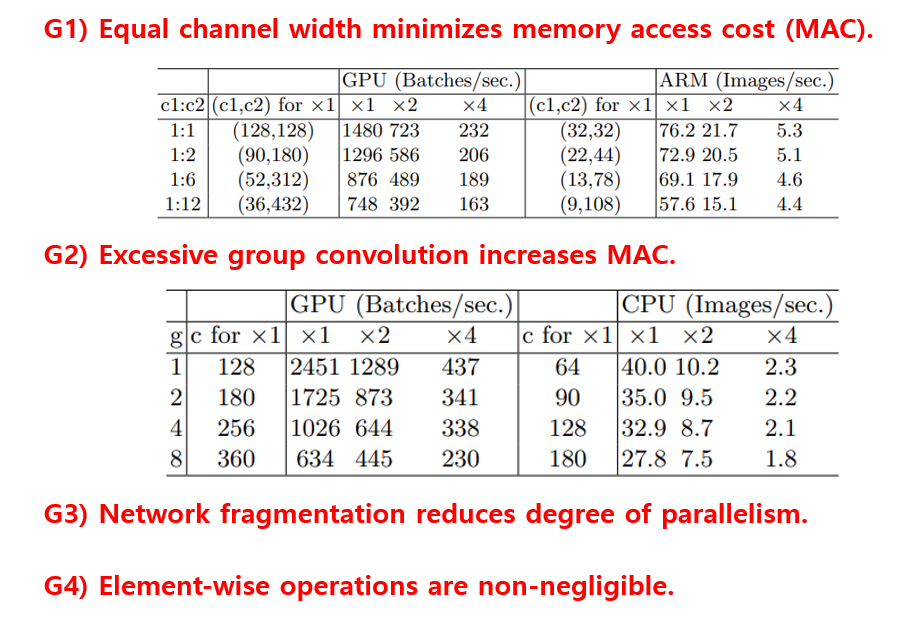 G1) Equal channel width minimizes memory access cost (MAC).
GPU (Batches/sec.) ARM (Images/sec.)
c1:c2 (c1,c2) for ×1 ×1 ×2 ×4 (c1,c2) for ×1 ×1 ×2 ×4
1:1 (128,128) 1480 723 232 (32,32) 76.2 21.7 5.3
1:2 (90,180) 1296 586 206 (22,44) 72.9 20.5 5.1
1:6 (52,312) 876 489 189 (13,78) 69.1 17.9 4.6
1:12 (36,432) 748 392 163 (9,108) 57.6 15.1 4.4
G2) Excessive group convolution increases MAC.
GPU (Batches/sec.) CPU (Images/sec.)
g c for ×1 ×1 ×2 ×4 c for ×1 ×1 ×2 ×4
1 128 2451 1289 437 64 40.0 10.2 2.3
2 180 1725 873 341 90 35.0 9.5 2.2
4 256 1026 644 338 128 32.9 8.7 2.1
8 360 634 445 230 180 27.8 7.5 1.8
G3) Network fragmentation reduces degree of parallelism.
G4) Element-wise operations are non-negligible.